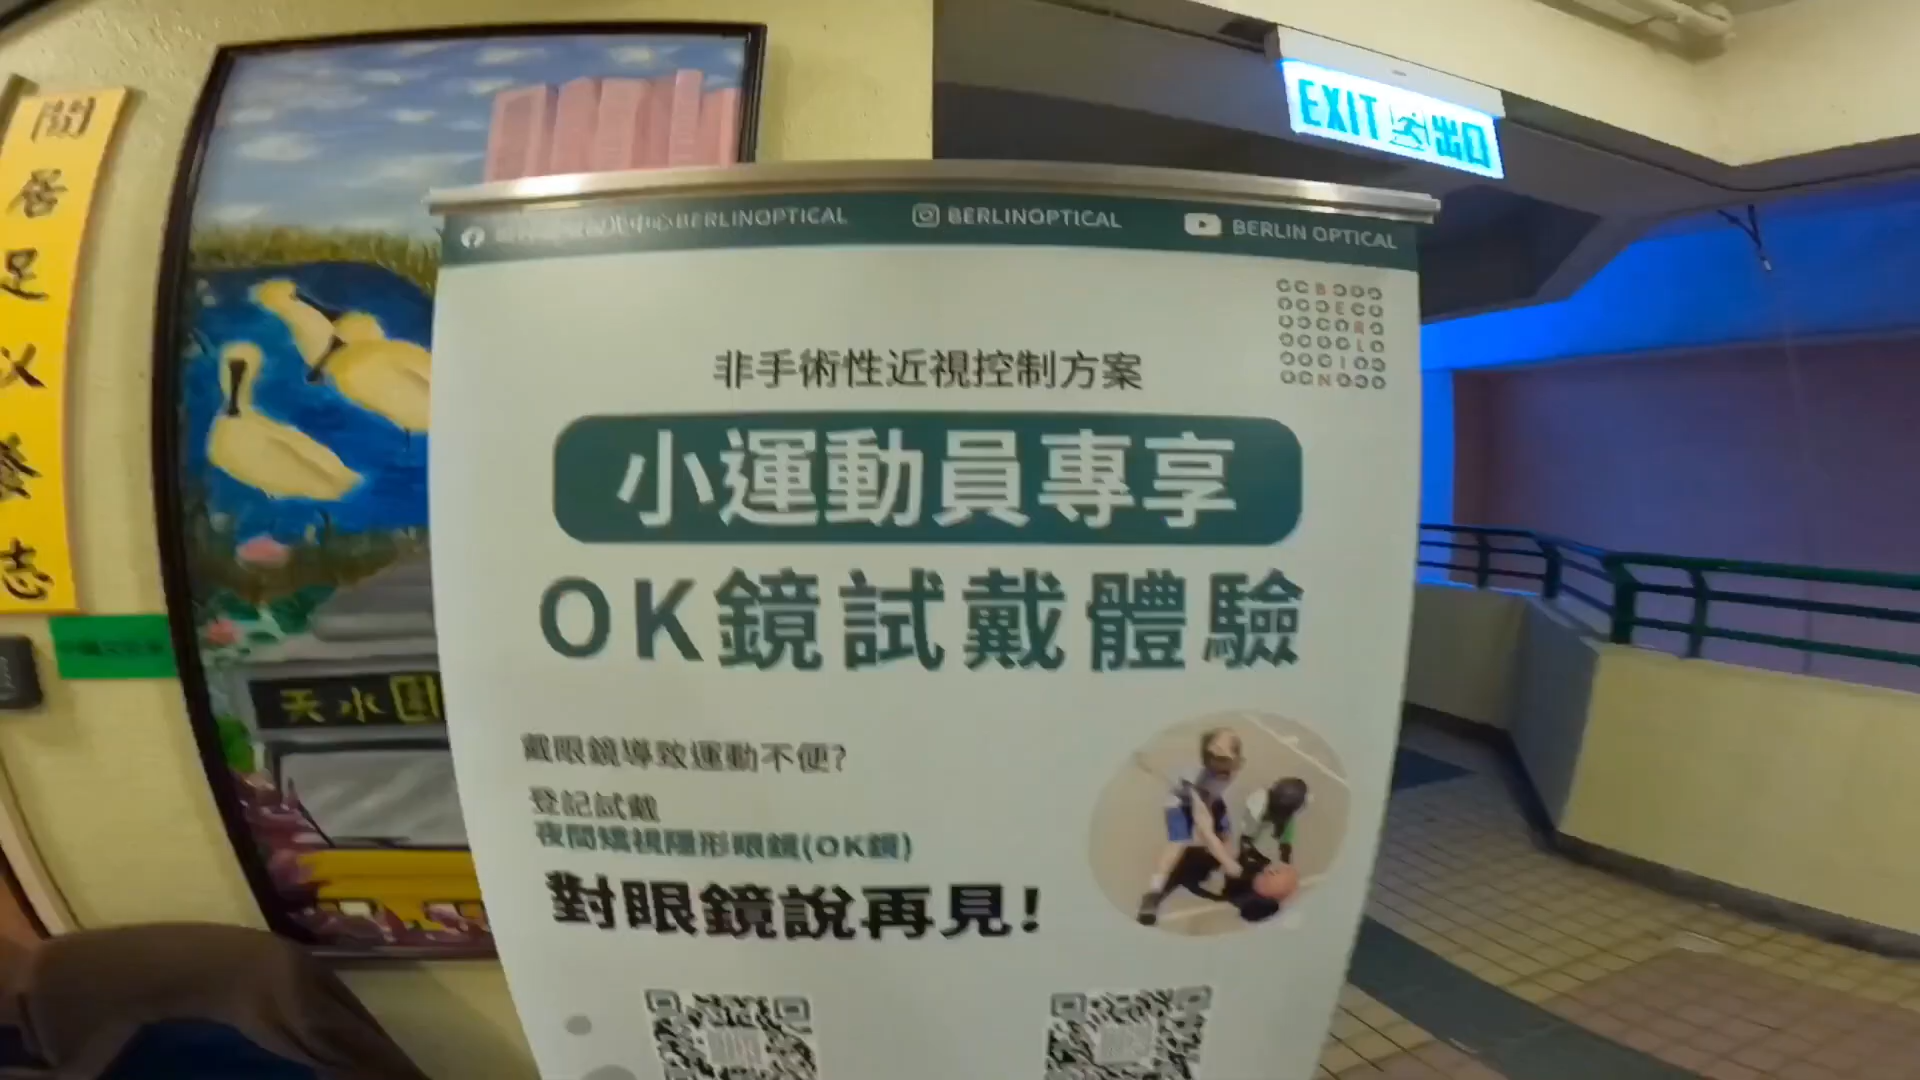 EXIT 出口
BERLINOPTICAL
BERLINOPTICAL
BERLIN OPTICAL
BERLIN
非手術性近視控制方案
小運動員專享
OK鏡試戴體驗
戴眼鏡導致運動不便?
登記試戴
夜間矯視隱形眼鏡(OK鏡)
對眼鏡說再見!
居足以養志
天水圍